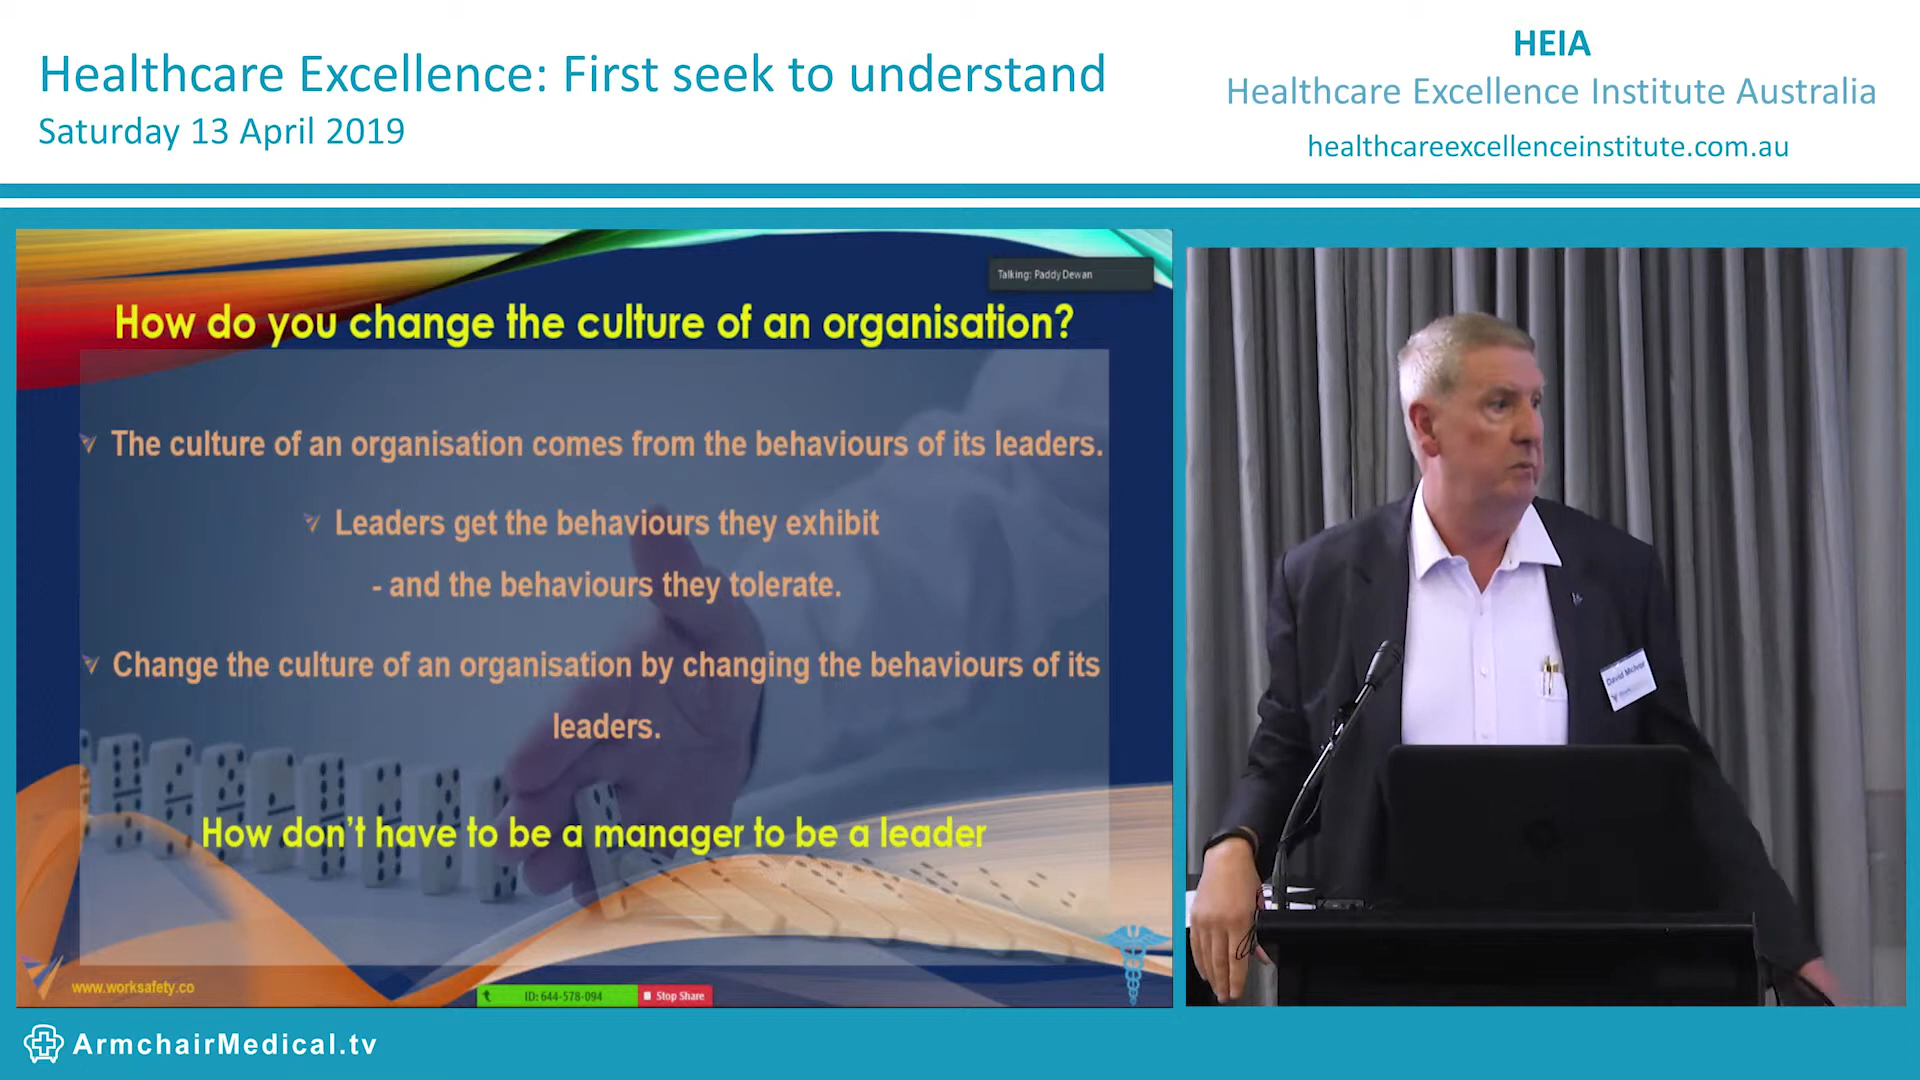 Healthcare Excellence: First seek to understand
Saturday 13 April 2019
HEIA
Healthcare Excellence Institute Australia
healthcareexcellenceinstitute.com.au
Talking: Paddy Dewan
How do you change the culture of an organisation?
The culture of an organisation comes from the behaviours of its leaders.
Leaders get the behaviours they exhibit
- and the behaviours they tolerate.
Change the culture of an organisation by changing the behaviours of its
leaders.
How don't have to be a manager to be a leader
www.worksafety.co
ID: 644-578-094
Stop Share
David McIvor
ArmchairMedical.tv